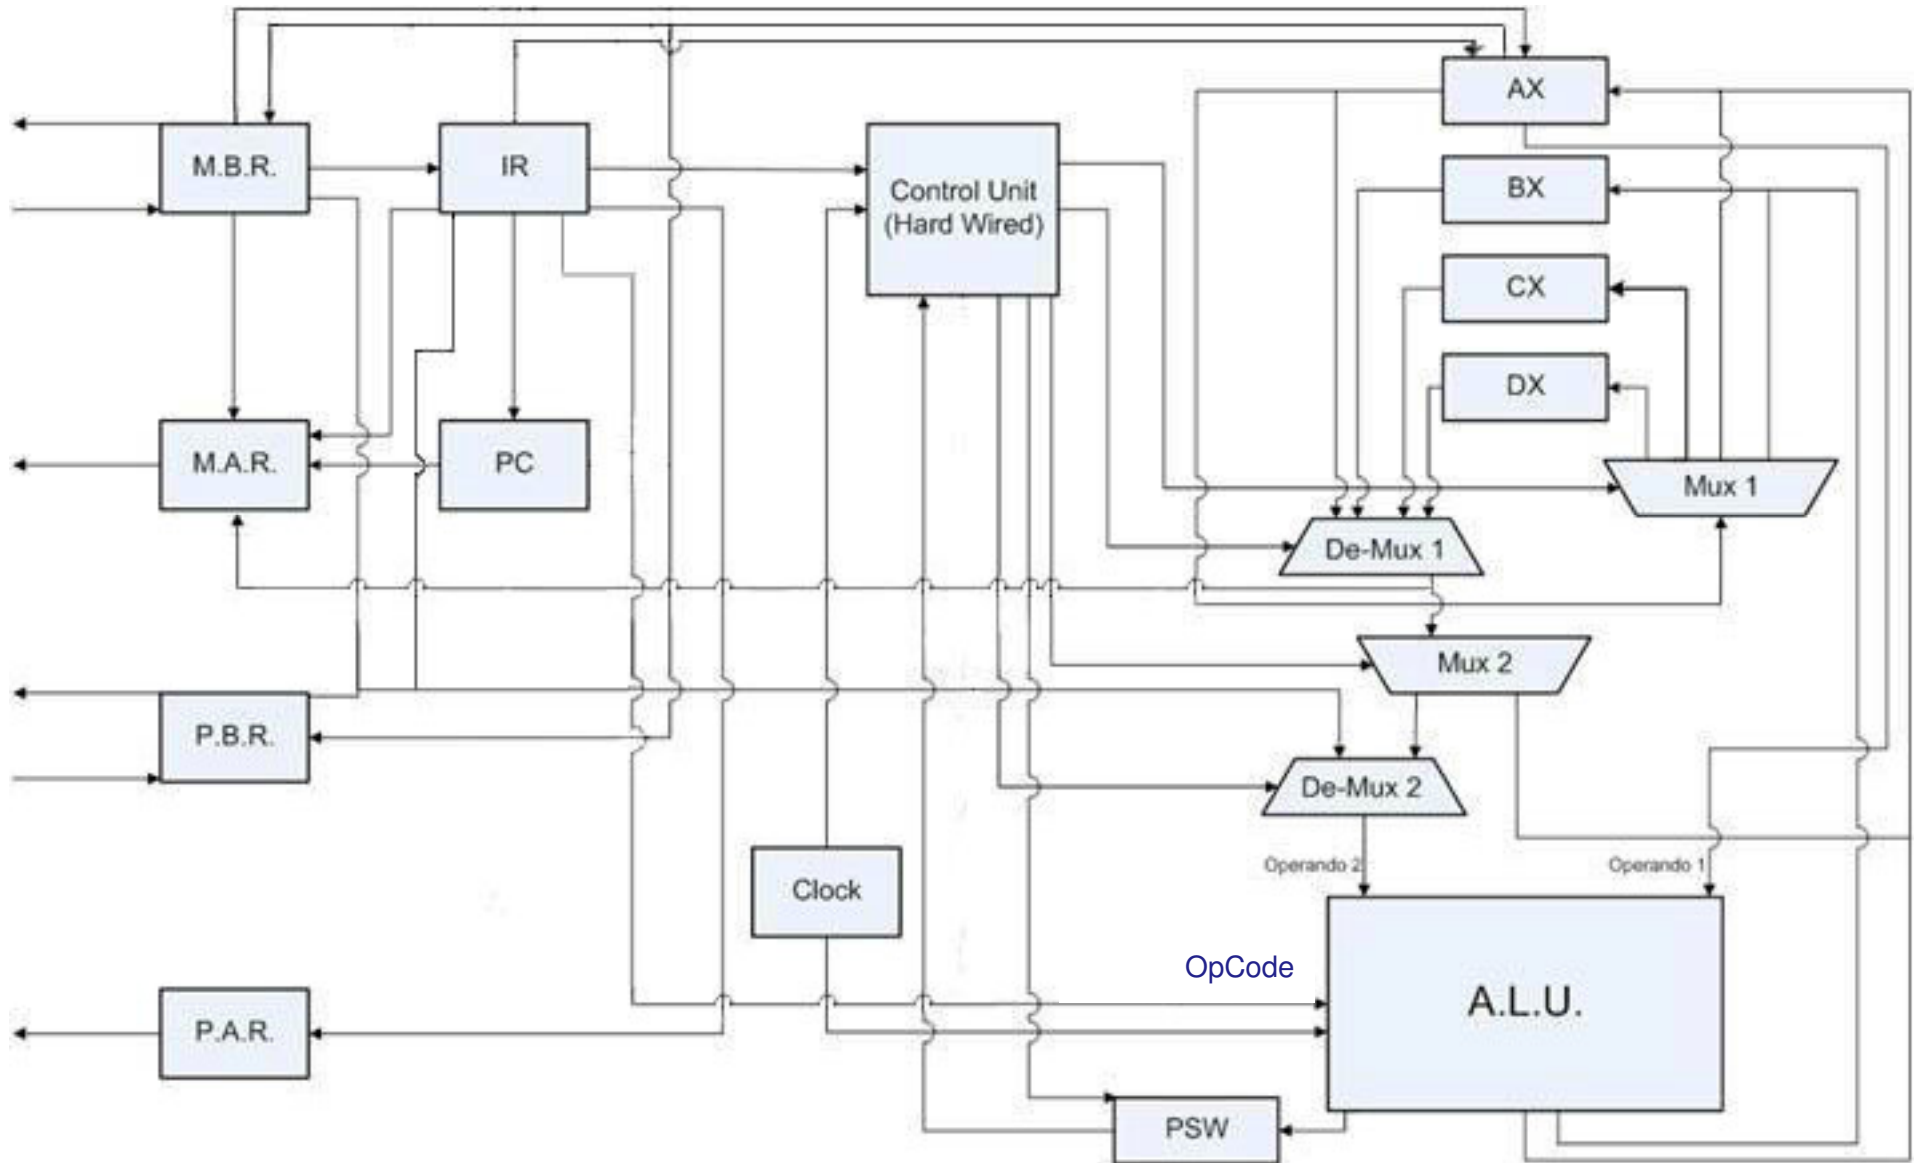 AX
M.B.R.
IR
Control Unit
(Hard Wired)
BX
CX
DX
M.A.R.
PC
Mux 1
De-Mux 1
Mux 2
P.B.R.
De-Mux 2
Operando 2
Operando 1
Clock
OpCode
A.L.U.
P.A.R.
PSW